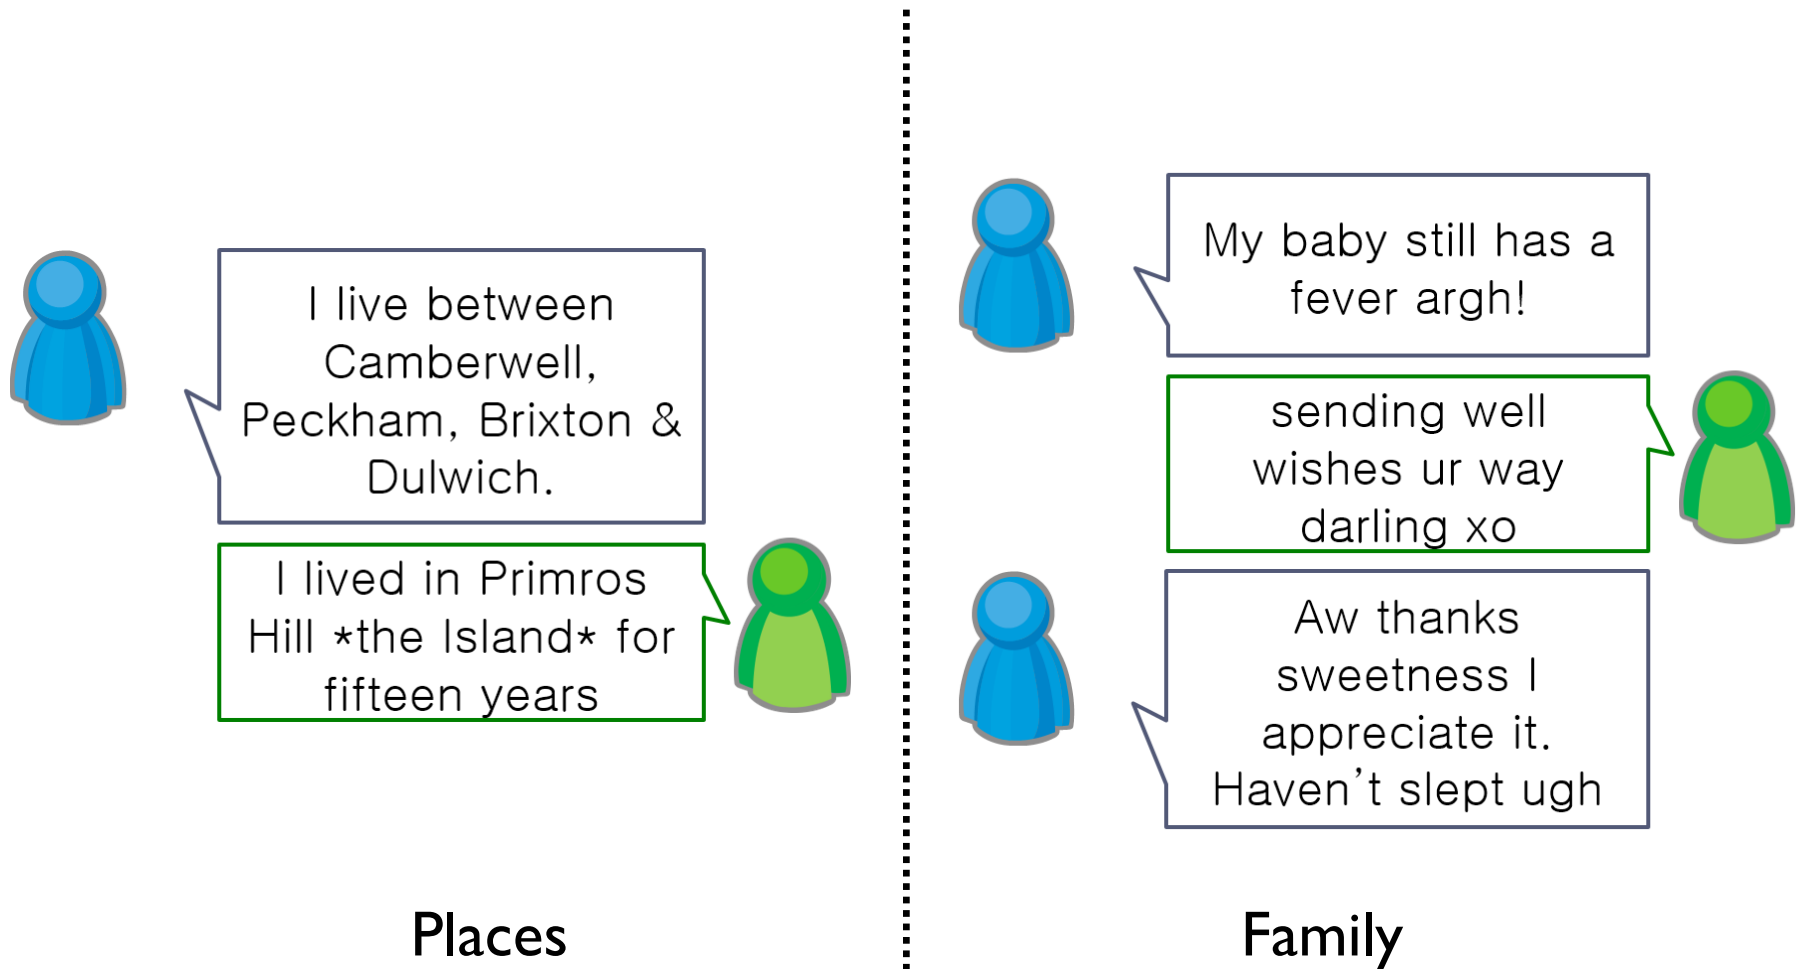 I live between
Camberwell,
Peckham, Brixton &
Dulwich.
I lived in Primros
Hill *the Island* for
fifteen years
Places
My baby still has a
fever argh!
sending well
wishes ur way
darling xo
Aw thanks
sweetness I
appreciate it.
Haven't slept ugh
Family